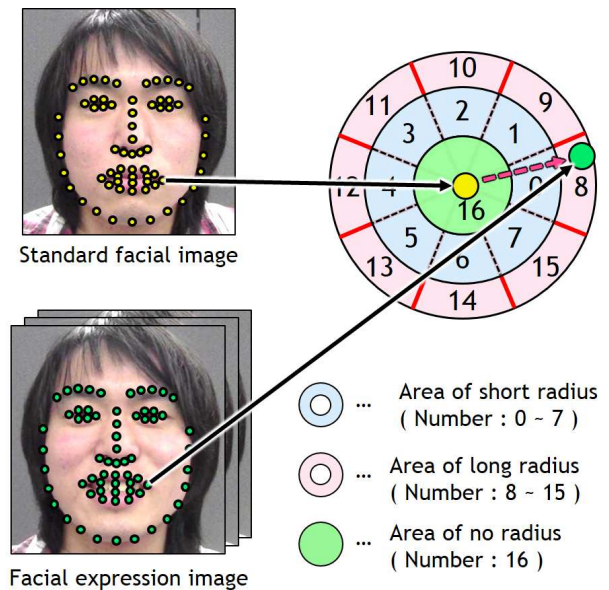 Standard facial image
10
11
9
2
3
1
12
4
0
8
16
5
7
6
13
15
14
Facial expression image
... Area of short radius
( Number : 0 ~ 7 )
... Area of long radius
( Number : 8 ~ 15 )
... Area of no radius
( Number : 16 )